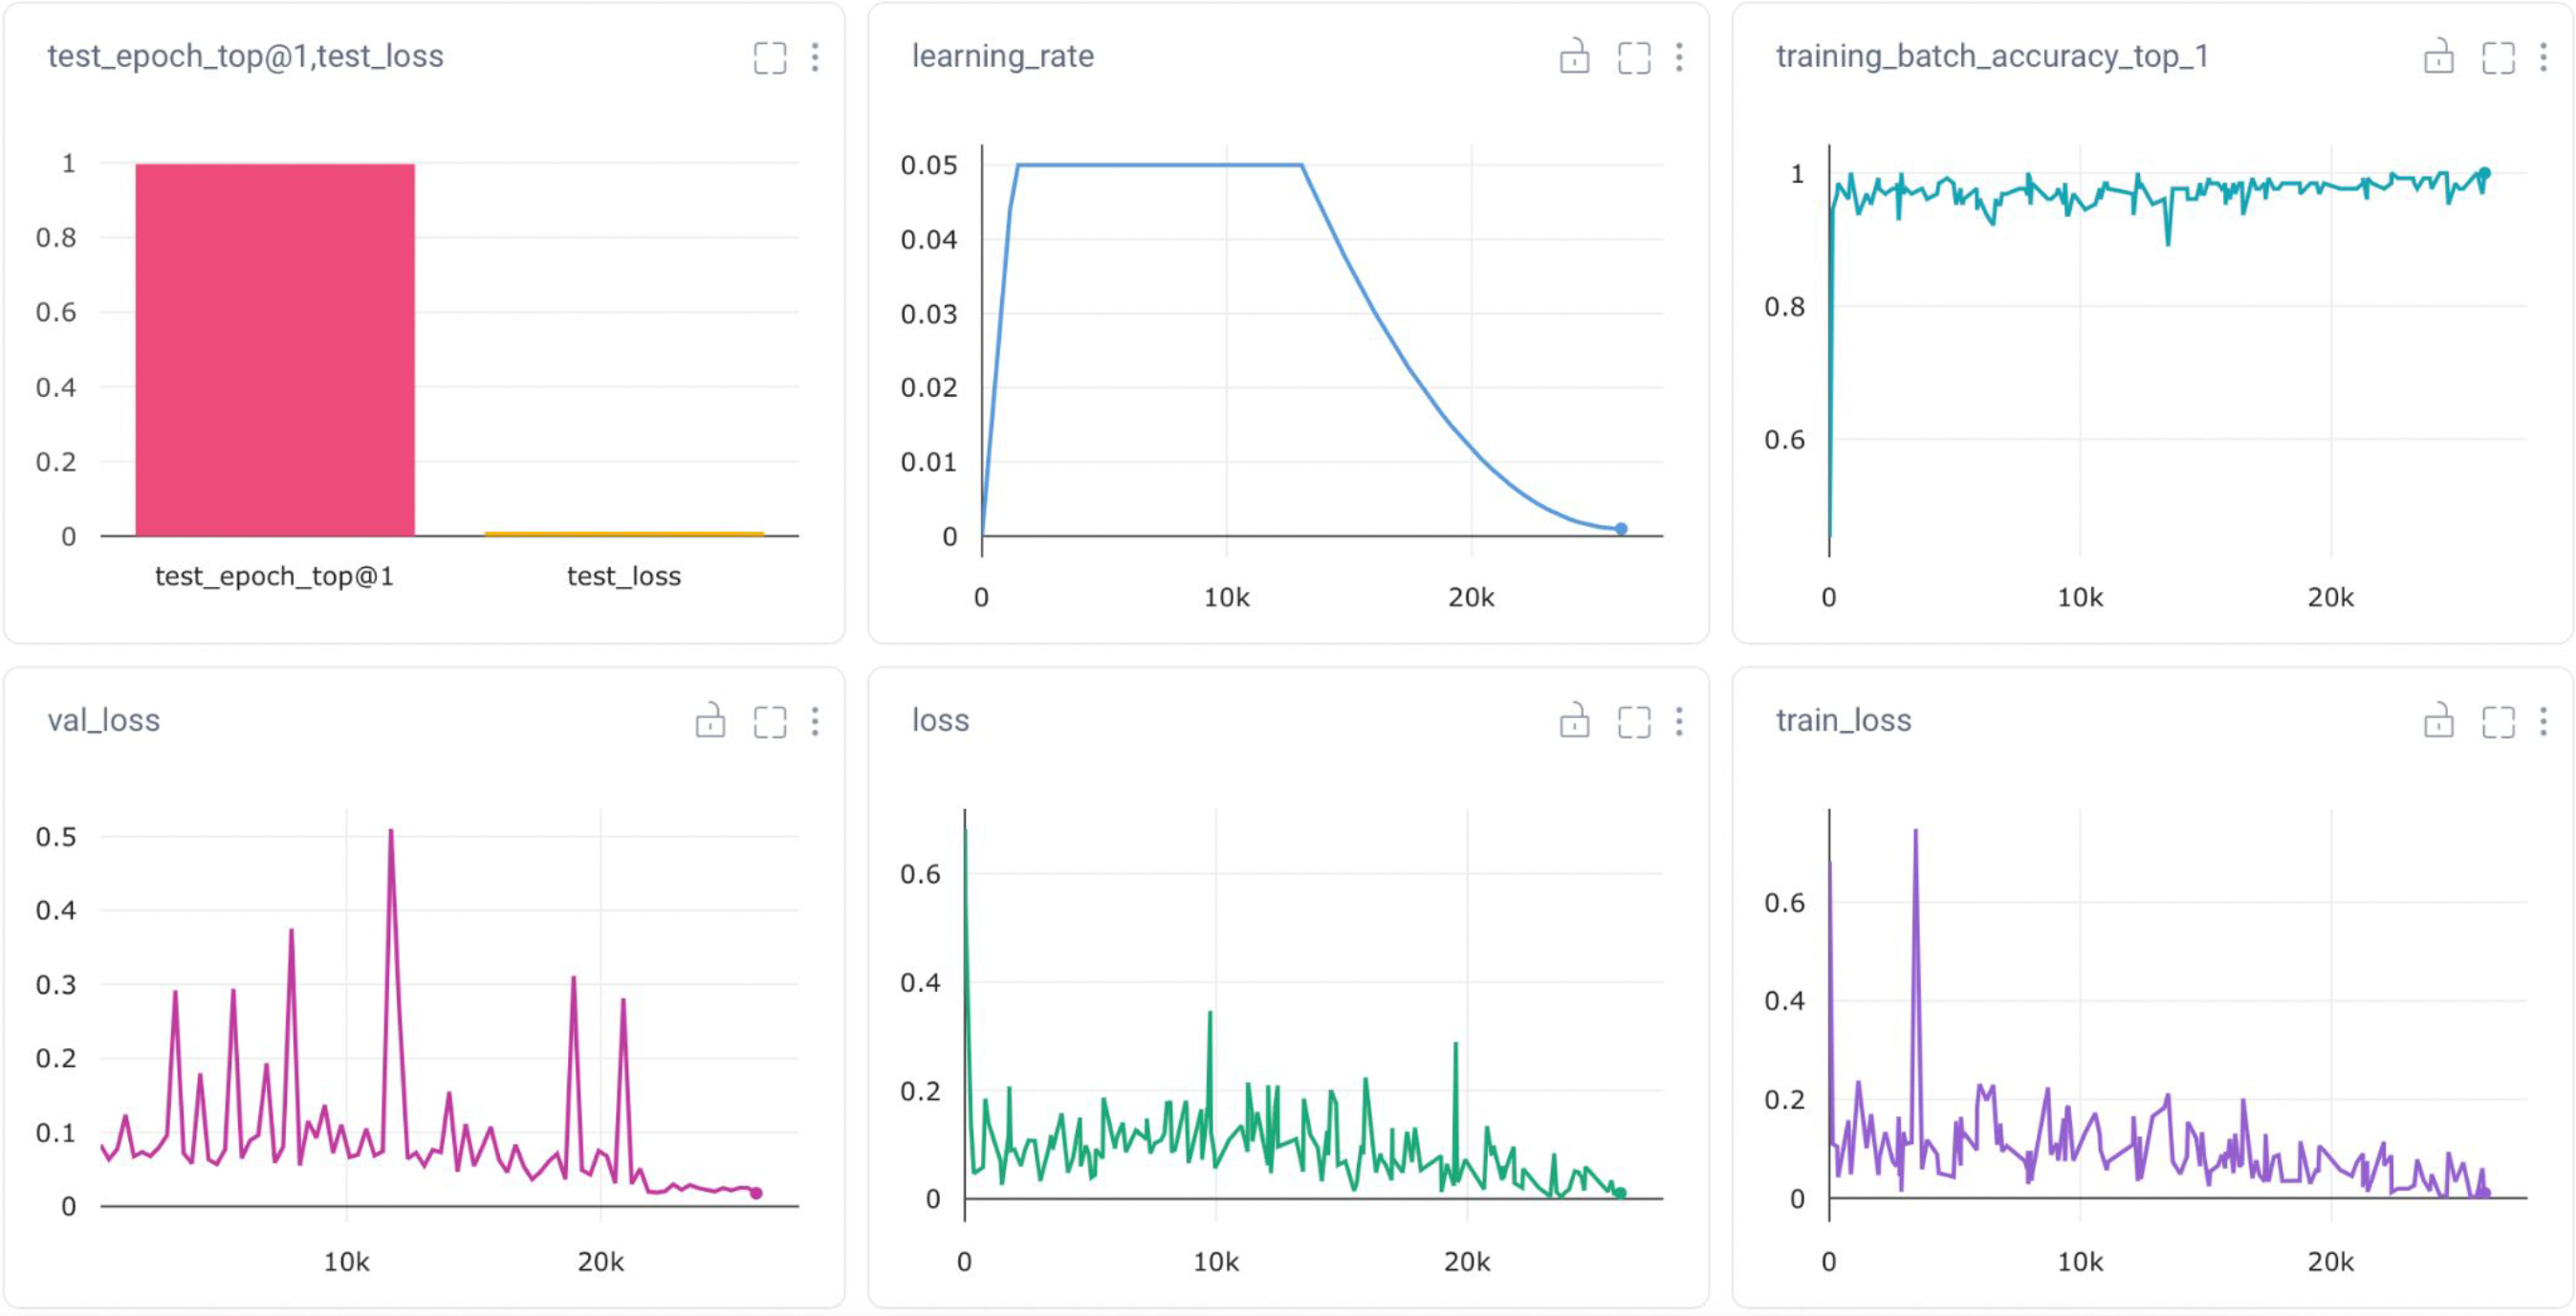 test_epoch_top@1,test_loss
1
0.8
0.6
0.4
0.2
0
test_epoch_top@1 test_loss
learning_rate
0.05
0.04
0.03
0.02
0.01
0
0 10k 20k
training_batch_accuracy_top_1
1
0.8
0.6
0 10k 20k
val_loss
0.5
0.4
0.3
0.2
0.1
0
10k 20k
loss
0.6
0.4
0.2
0
0 10k 20k
train_loss
0.6
0.4
0.2
0
0 10k 20k